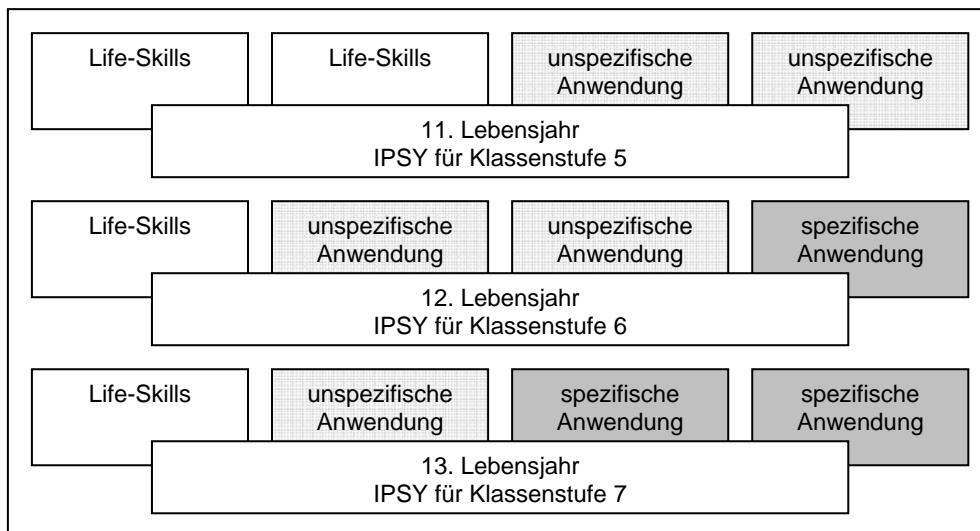 Life-Skills
Life-Skills
unspezifische
Anwendung
unspezifische
Anwendung
11. Lebensjahr
IPSY für Klassenstufe 5
Life-Skills
unspezifische
Anwendung
unspezifische
Anwendung
spezifische
Anwendung
12. Lebensjahr
IPSY für Klassenstufe 6
Life-Skills
unspezifische
Anwendung
spezifische
Anwendung
spezifische
Anwendung
13. Lebensjahr
IPSY für Klassenstufe 7